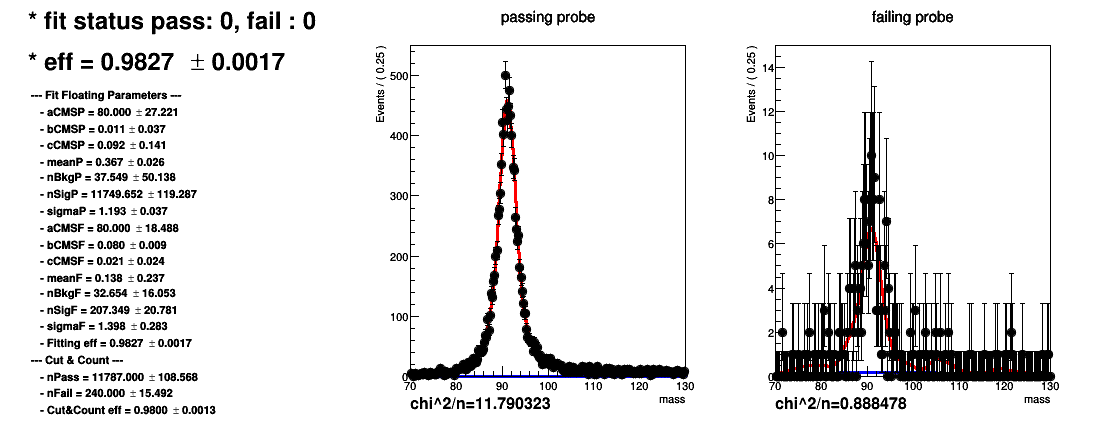 * fit status pass: 0, fail : 0
* eff = 0.9827 ± 0.0017
--- Fit Floating Parameters ---
- aCMSP = 80.000 ± 27.221
- bCMSP = 0.011 ± 0.037
- cCMSP = 0.092 ± 0.141
- meanP = 0.367 ± 0.026
- nBkgP = 37.549 ± 50.138
- nSigP = 11749.652 ± 119.287
- sigmaP = 1.193 ± 0.037
- aCMSF = 80.000 ± 18.488
- bCMSF = 0.080 ± 0.009
- cCMSF = 0.021 ± 0.024
- meanF = 0.138 ± 0.237
- nBkgF = 32.654 ± 16.053
- nSigF = 207.349 ± 20.781
- sigmaF = 1.398 ± 0.283
- Fitting eff = 0.9827 ± 0.0017
--- Cut & Count ---
- nPass = 11787.000 ± 108.568
- nFail = 240.000 ± 15.492
- Cut&Count eff = 0.9800 ± 0.0013
passing probe
Events / ( 0.25 )
500
400
300
200
100
0
70 80 90 100 110 120 130
mass
chi^2/n=11.790323
failing probe
Events / ( 0.25 )
14
12
10
8
6
4
2
0
70 80 90 100 110 120 130
mass
chi^2/n=0.888478